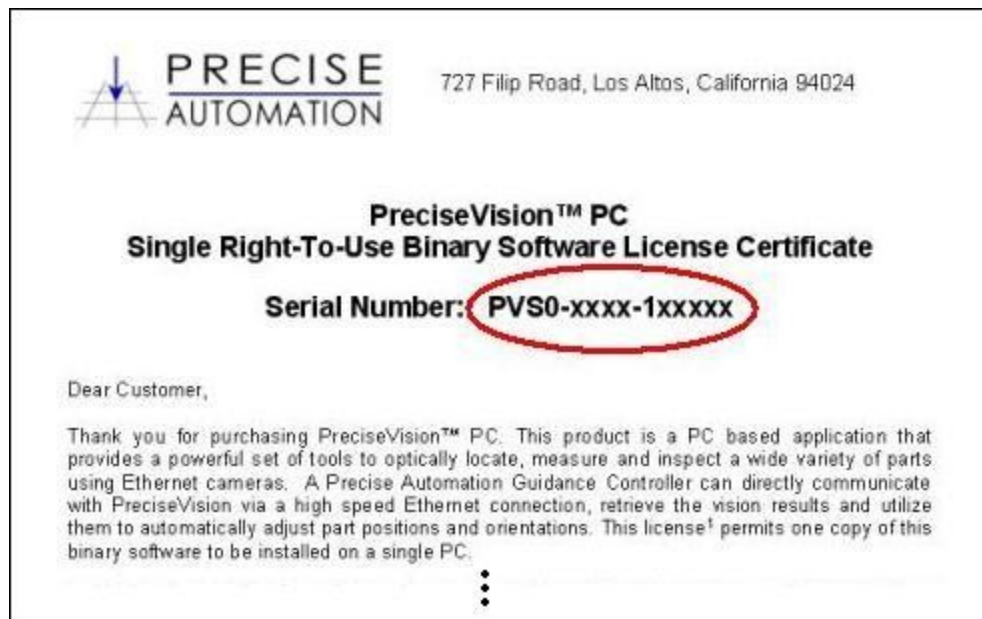 PRECISE
AUTOMATION
727 Filip Road, Los Altos, California 94024
PreciseVision™ PC
Single Right-To-Use Binary Software License Certificate
Serial Number: PVS0-xxxx-1xxxxx
Dear Customer,
Thank you for purchasing PreciseVision™ PC. This product is a PC based application that
provides a powerful set of tools to optically locate, measure and inspect a wide variety of parts
using Ethernet cameras. A Precise Automation Guidance Controller can directly communicate
with PreciseVision via a high speed Ethernet connection, retrieve the vision results and utilize
them to automatically adjust part positions and orientations. This license¹ permits one copy of this
binary software to be installed on a single PC.